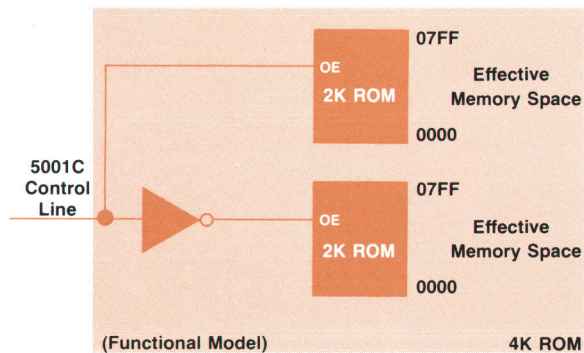 07FF
OE
2K ROM
Effective
Memory Space
0000
5001C
Control
Line
07FF
OE
2K ROM
Effective
Memory Space
0000
(Functional Model)
4K ROM